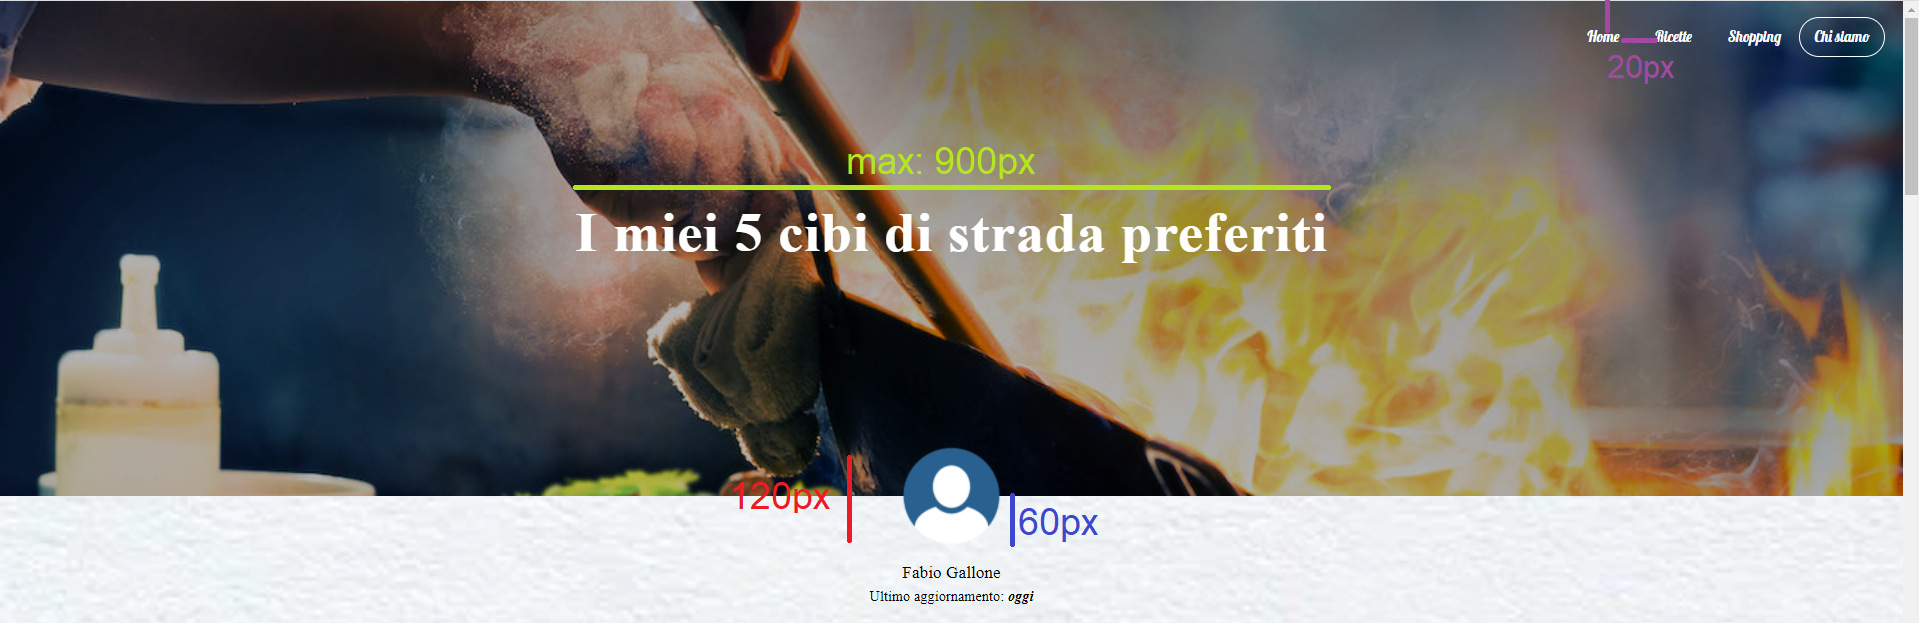 Home Ricette Shopping Chi siamo
20px
max: 900px
I miei 5 cibi di strada preferiti
120px
60px
Fabio Gallone
Ultimo aggiornamento: oggi